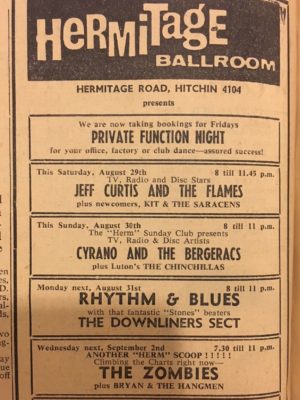 HERMITAGE
BALLROOM
HERMITAGE ROAD, HITCHIN 4104
presents
We are now taking bookings for Fridays
PRIVATE FUNCTION NIGHT
for your office, factory or club dance—assured success!
This Saturday, August 29th 8 till 11.45 p.m.
TV, Radio and Disc Stars
JEFF CURTIS AND THE FLAMES
plus newcomers, KIT & THE SARACENS
This Sunday, August 30th 8 till 11 p.m.
The "Herm" Sunday Club presents
TV, Radio & Disc Artists
CYRANO AND THE BERGERACS
plus Luton's THE CHINCHILLAS
Monday next, August 31st 8 till 11 p.m.
RHYTHM & BLUES
with that fantastic "Stones" beaters
THE DOWNLINERS SECT
Wednesday next, September 2nd 7.30 till 11 p.m.
ANOTHER "HERM" SCOOP !!!!!
Climbing the Charts right now—
THE ZOMBIES
plus BRYAN & THE HANGMEN